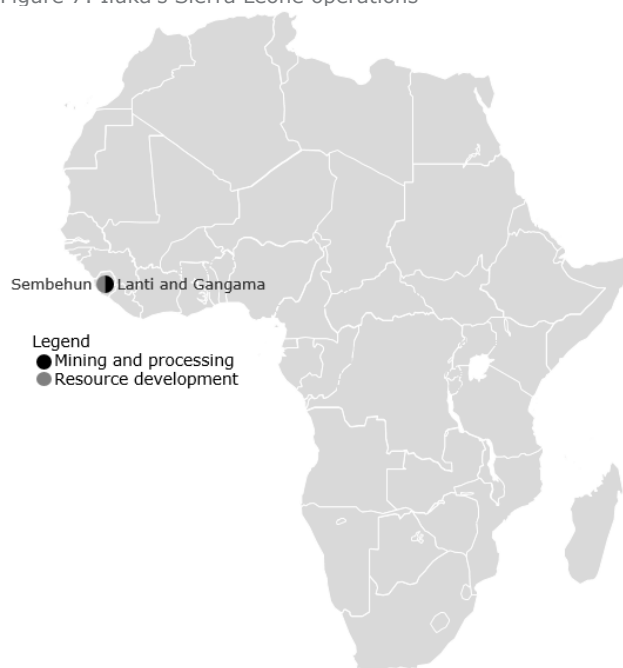 Figure 7: Iluka's Sierra Leone operations
Sembehun Lanti and Gangama
Legend
Mining and processing
Resource development